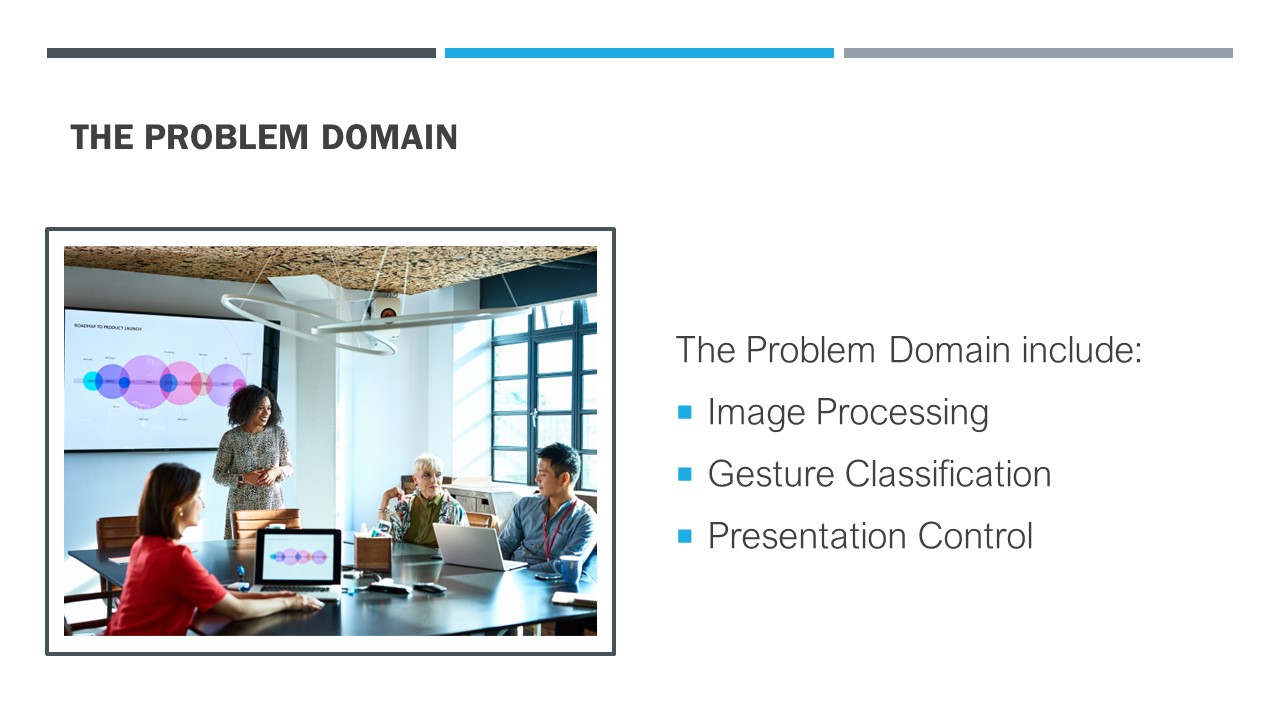 THE PROBLEM DOMAIN
ROADMAP TO PRODUCT LAUNCH
The Problem Domain include:
Image Processing
Gesture Classification
Presentation Control